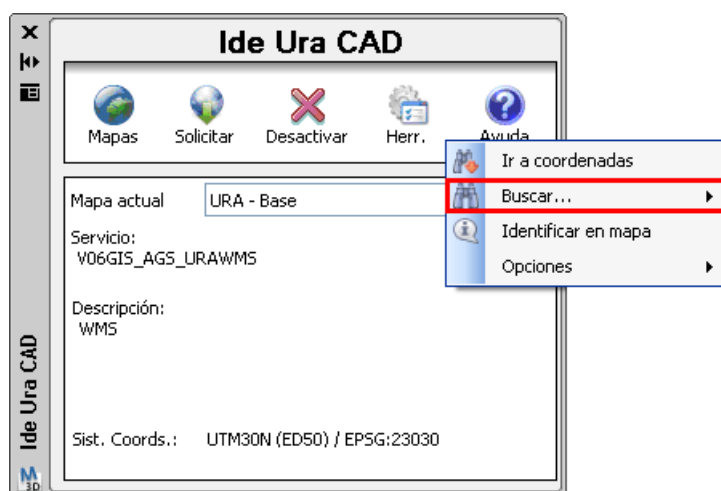 Ide Ura CAD
Mapas Solicitar Desactivar Herr. Ayuda
Ir a coordenadas
Buscar...
Identificar en mapa
Opciones
Mapa actual URA - Base
Servicio:
V06GIS_AGS_URAWMS
Descripción:
WMS
Sist. Coords.: UTM30N (ED50) / EPSG:23030
Ide Ura CAD
M
3D